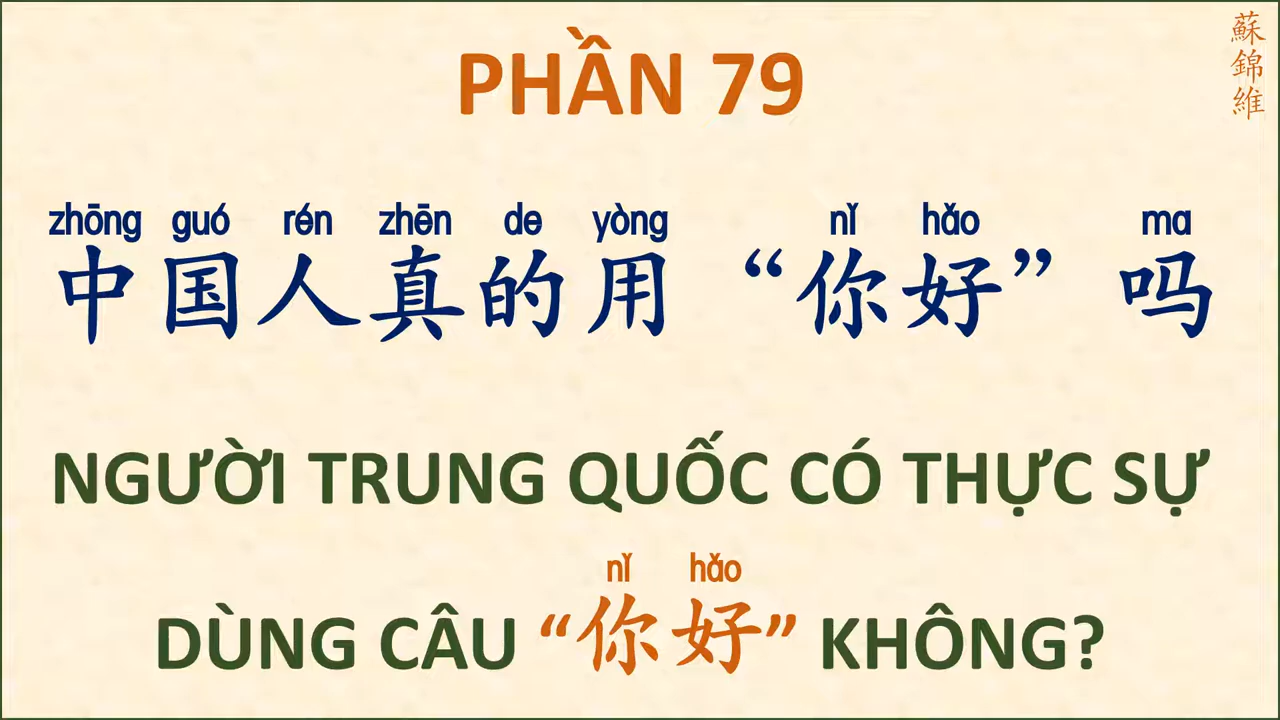 PHẦN 79
蘇錦維
zhōng guó rén zhēn de yòng nǐ hǎo ma
中国人真的用“你好”吗
NGƯỜI TRUNG QUỐC CÓ THỰC SỰ
nǐ hǎo
DÙNG CÂU “你好” KHÔNG?